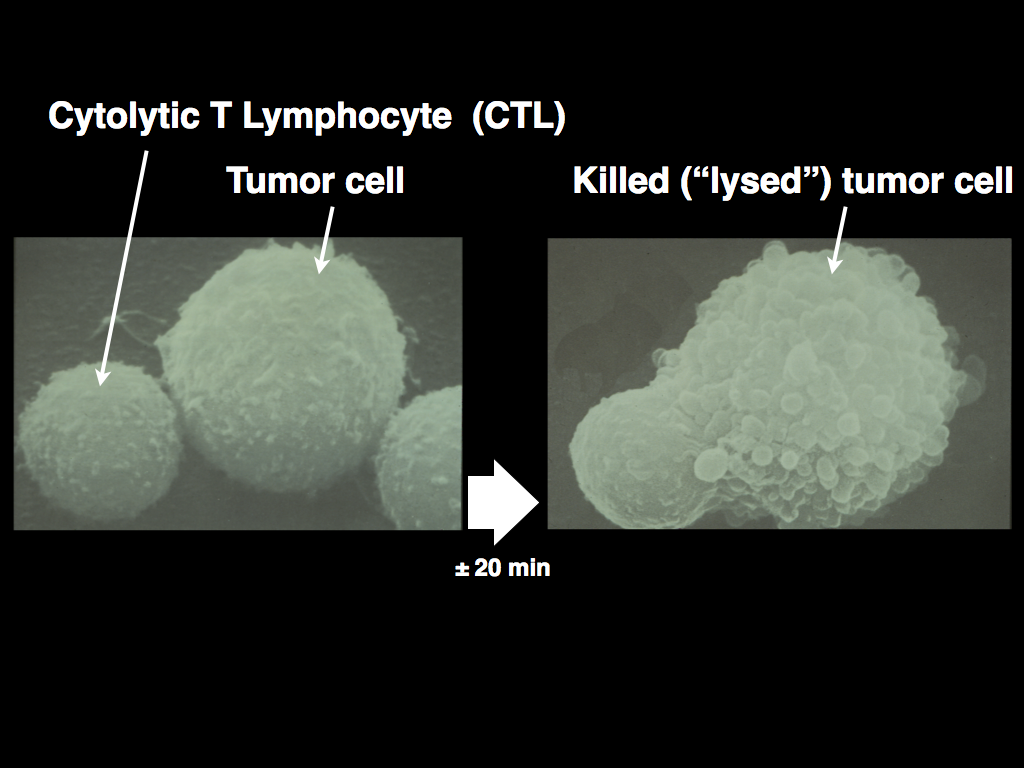 Cytolytic T Lymphocyte (CTL)
Tumor cell
Killed (“lysed”) tumor cell
± 20 min